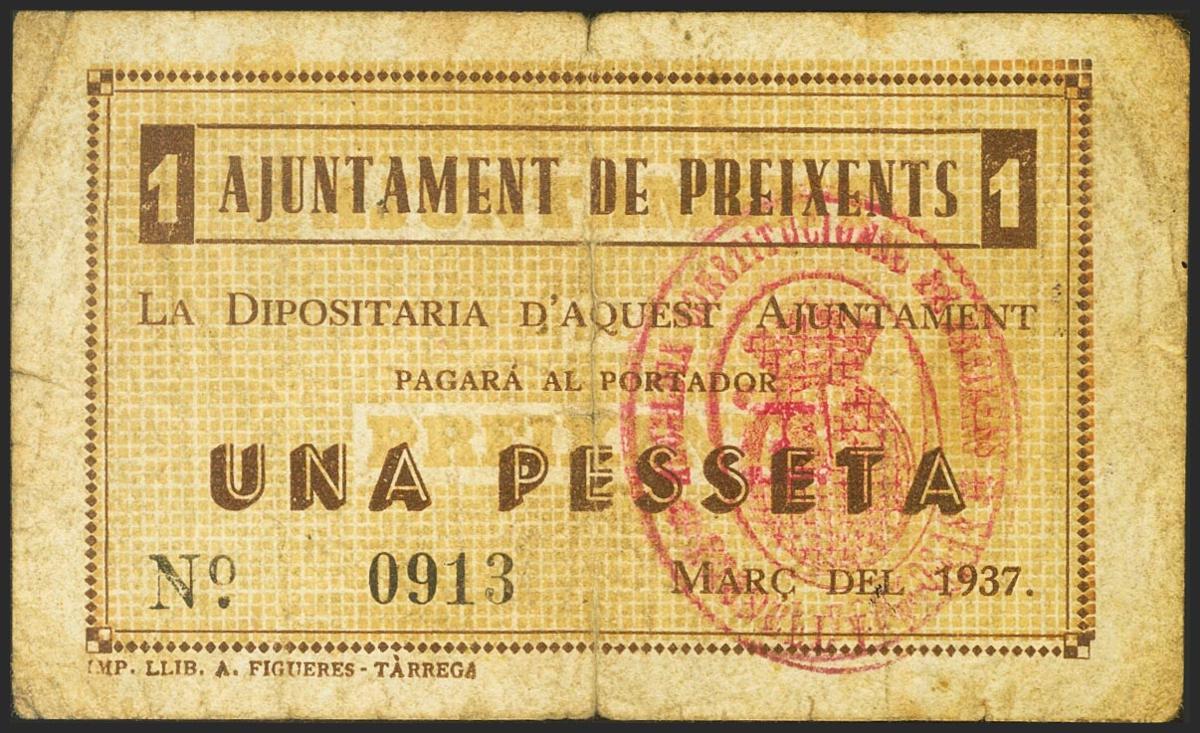 1 AJUNTAMENT DE PREIXENTS 1
LA DIPOSITARIA D'AQUEST AJUNTAMENT
PAGARÁ AL PORTADOR
UNA PESSETA
Nº. 0913 MARÇ DEL 1937.
IMP. LLIB. A. FIGUERES - TÀRREGA